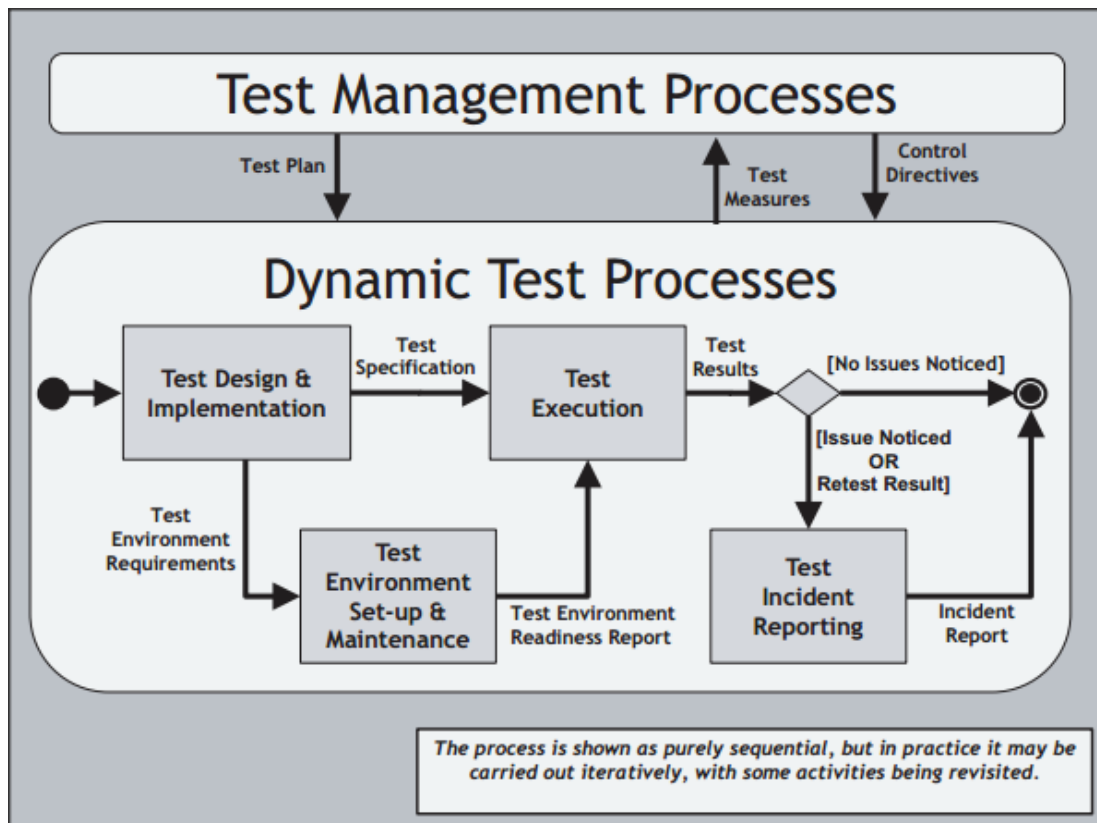 Test Management Processes
Test Plan
Test
Measures
Control
Directives
Dynamic Test Processes
Test Design &
Implementation
Test
Specification
Test
Execution
Test
Results
[No Issues Noticed]
[Issue Noticed
OR
Retest Result]
Test
Environment
Requirements
Test
Environment
Set-up &
Maintenance
Test Environment
Readiness Report
Test
Incident
Reporting
Incident
Report
The process is shown as purely sequential, but in practice it may be
carried out iteratively, with some activities being revisited.